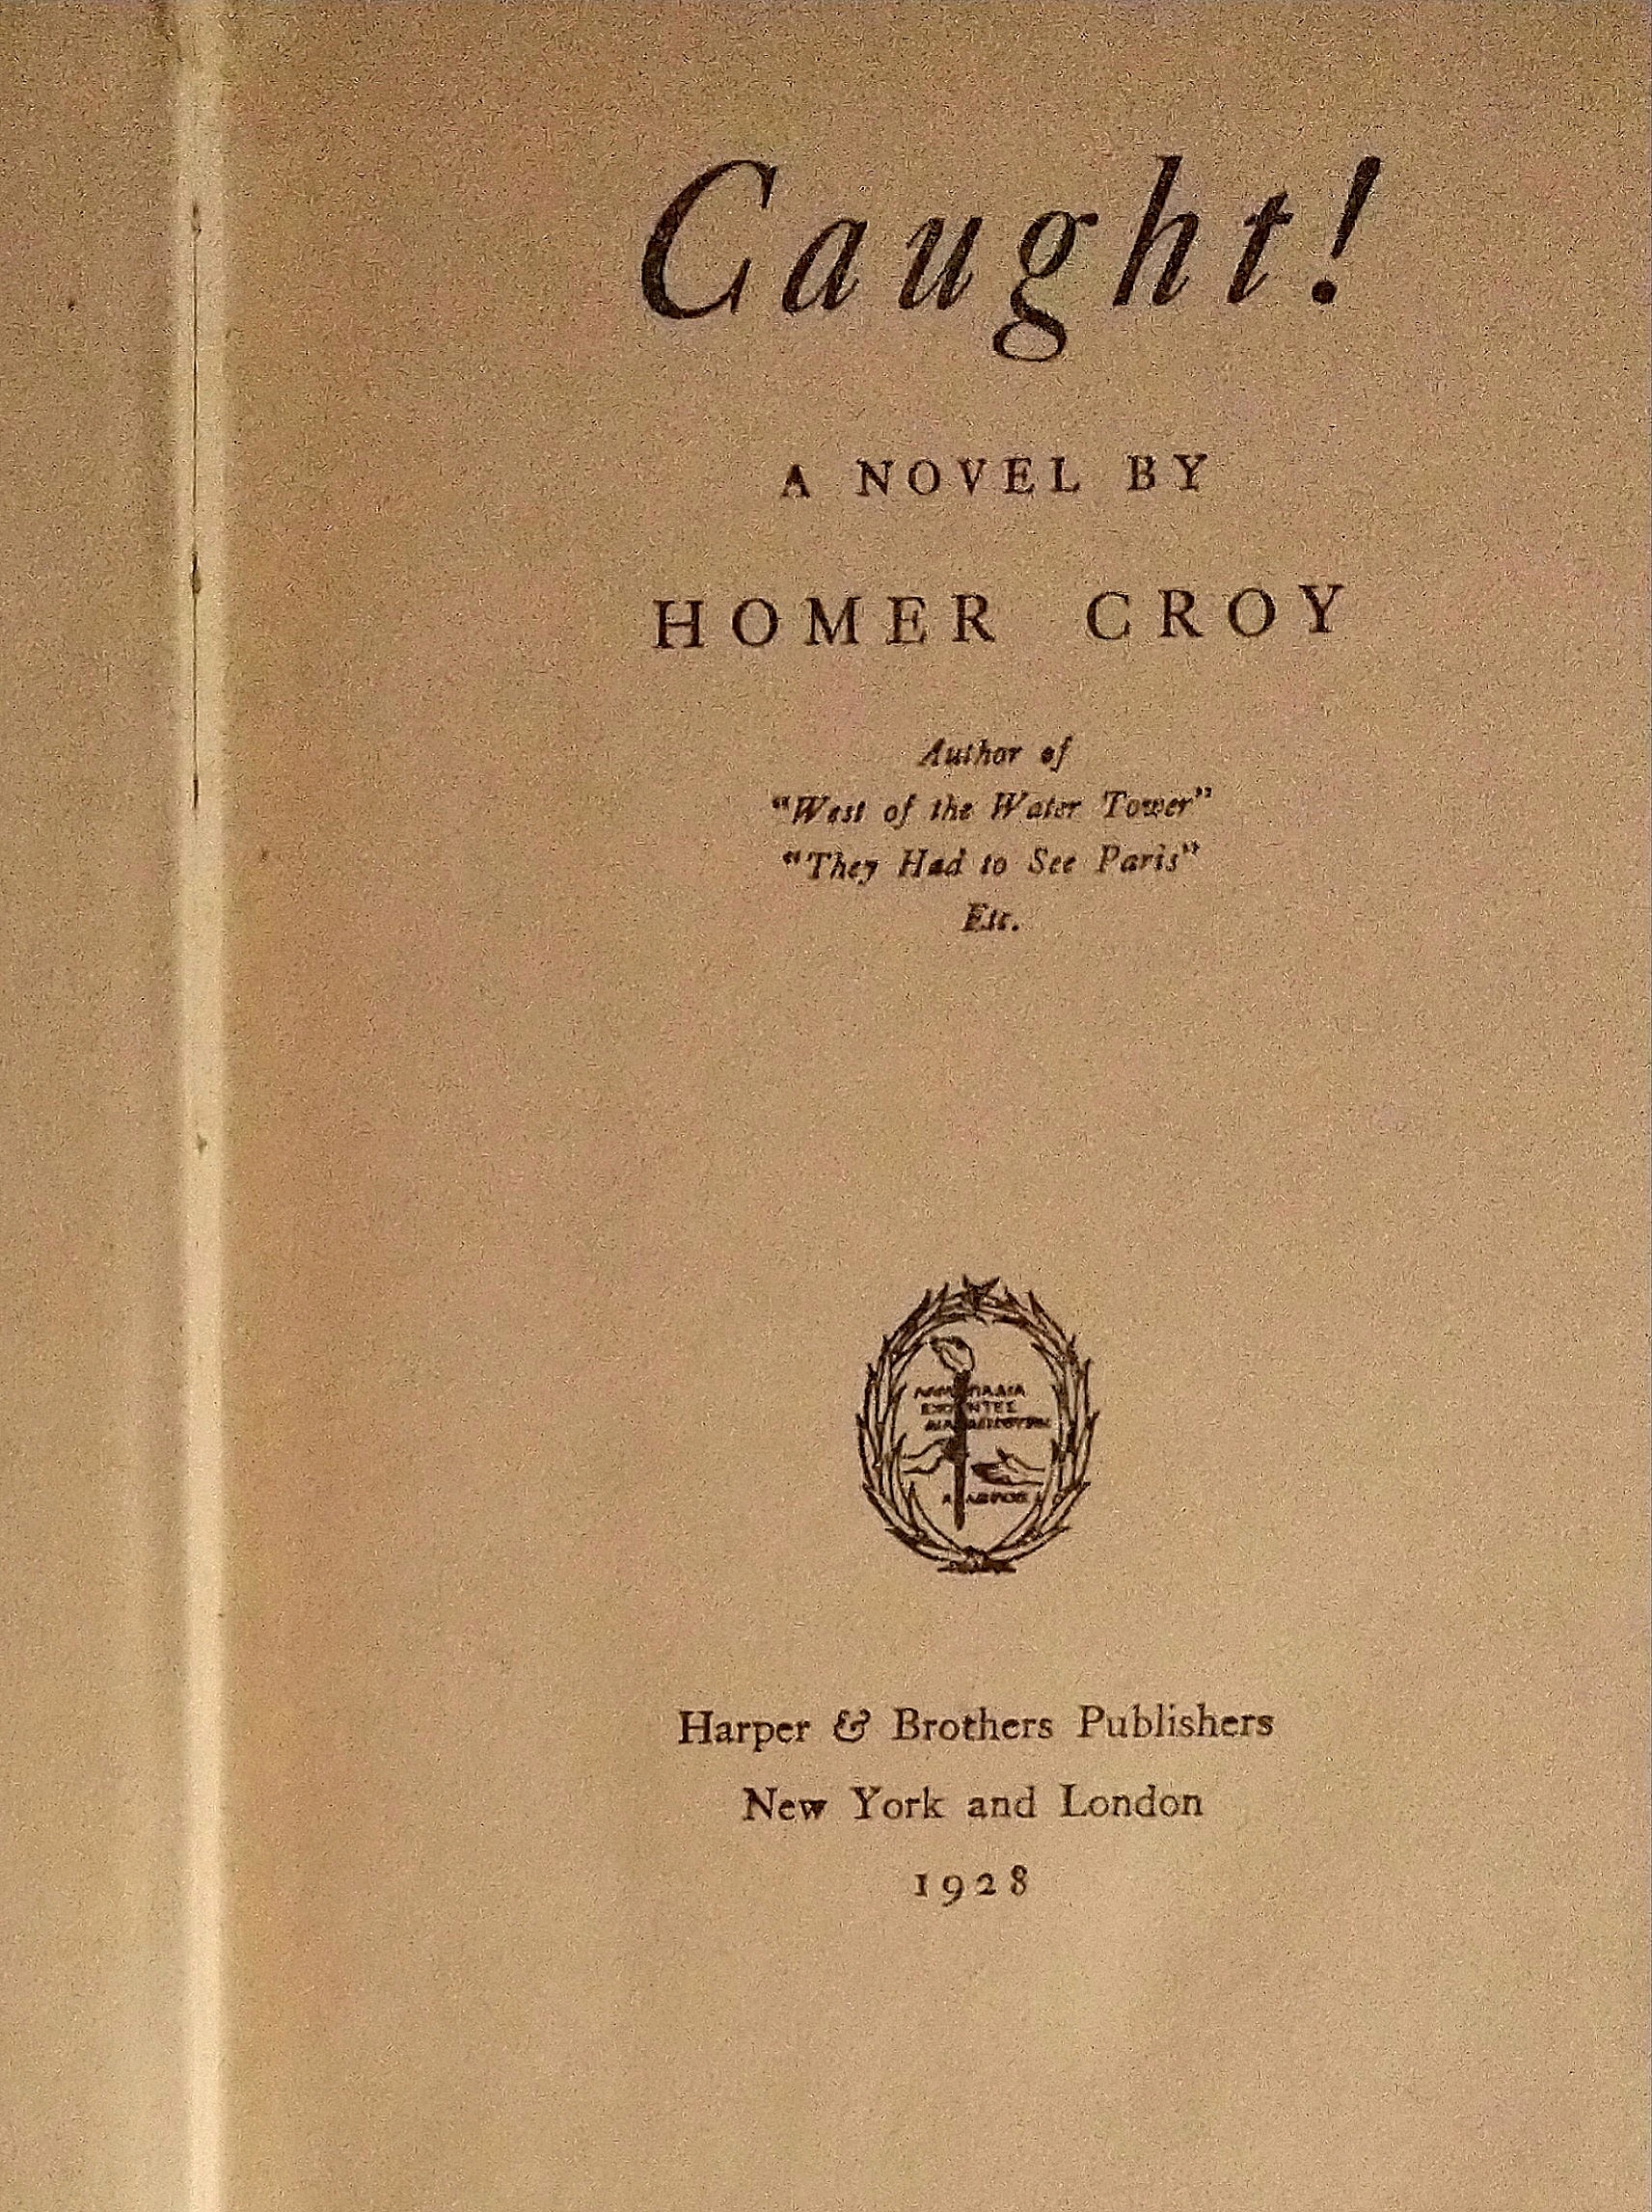 Caught!
A NOVEL BY
HOMER CROY
Author of
"West of the Water Tower"
"They Had to See Paris"
Etc.
ΕΧΟΝΤΕΣ
Harper & Brothers Publishers
New York and London
1928